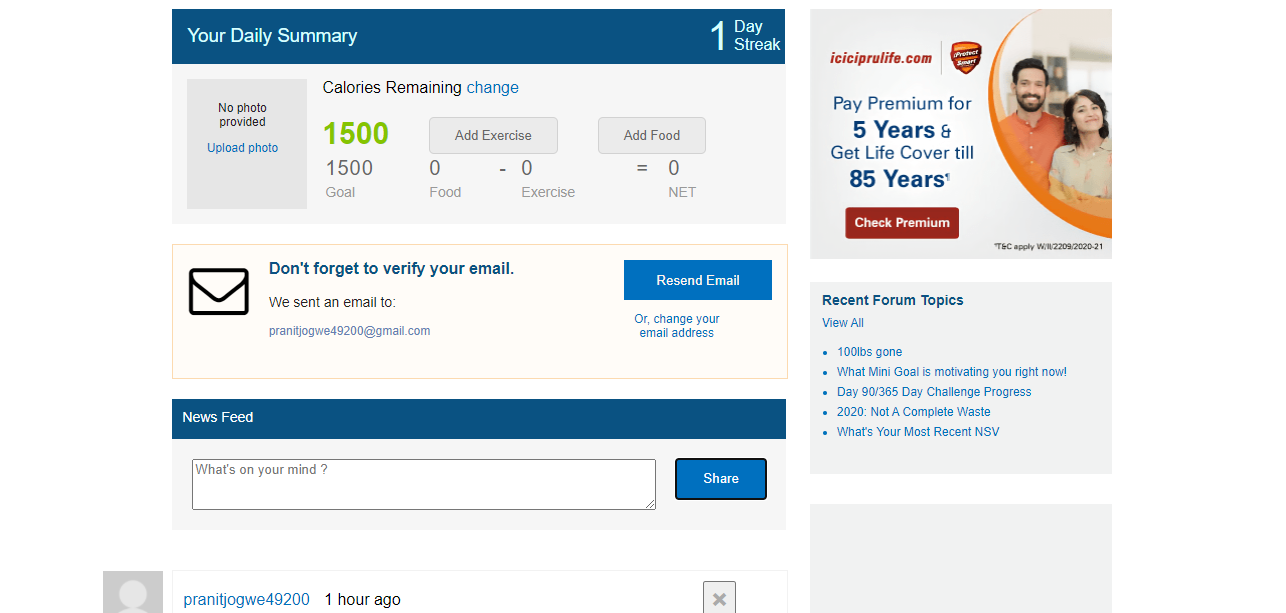 Your Daily Summary
1 Day
Streak
No photo
provided
Upload photo
Calories Remaining change
1500
Add Exercise
Add Food
1500
0
-
0
=
0
Goal
Food
Exercise
NET
Don't forget to verify your email.
We sent an email to:
pranitjogwe49200@gmail.com
Resend Email
Or, change your
email address
News Feed
What's on your mind ?
Share
pranitjogwe49200 1 hour ago
iciciprulife.com
iProtect
Smart
Pay Premium for
5 Years &
Get Life Cover till
85 Years¶
Check Premium
*T&C apply W/II/2209/2020-21
Recent Forum Topics
View All
100lbs gone
What Mini Goal is motivating you right now!
Day 90/365 Day Challenge Progress
2020: Not A Complete Waste
What's Your Most Recent NSV